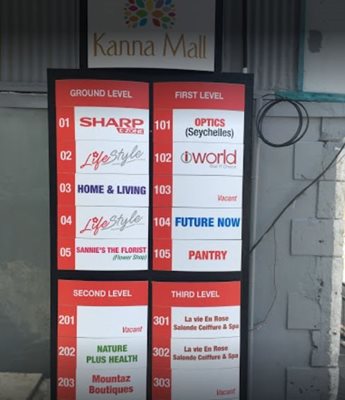 Kanna Mall
GROUND LEVEL
01 SHARP
E-ZONE
02 LifeStyle
03 HOME & LIVING
04 LifeStyle
05 SANNIE'S THE FLORIST
(Flower Shop)
FIRST LEVEL
101 OPTICS
(Seychelles)
102 iworld
103 Vacant
104 FUTURE NOW
105 PANTRY
SECOND LEVEL
201 Vacant
202 NATURE
PLUS HEALTH
203 Mountaz
Boutiques
THIRD LEVEL
301 La vie En Rose
Salonde Coiffure & Spa
302 La vie En Rose
Salonde Coiffure & Spa
303 Vacant